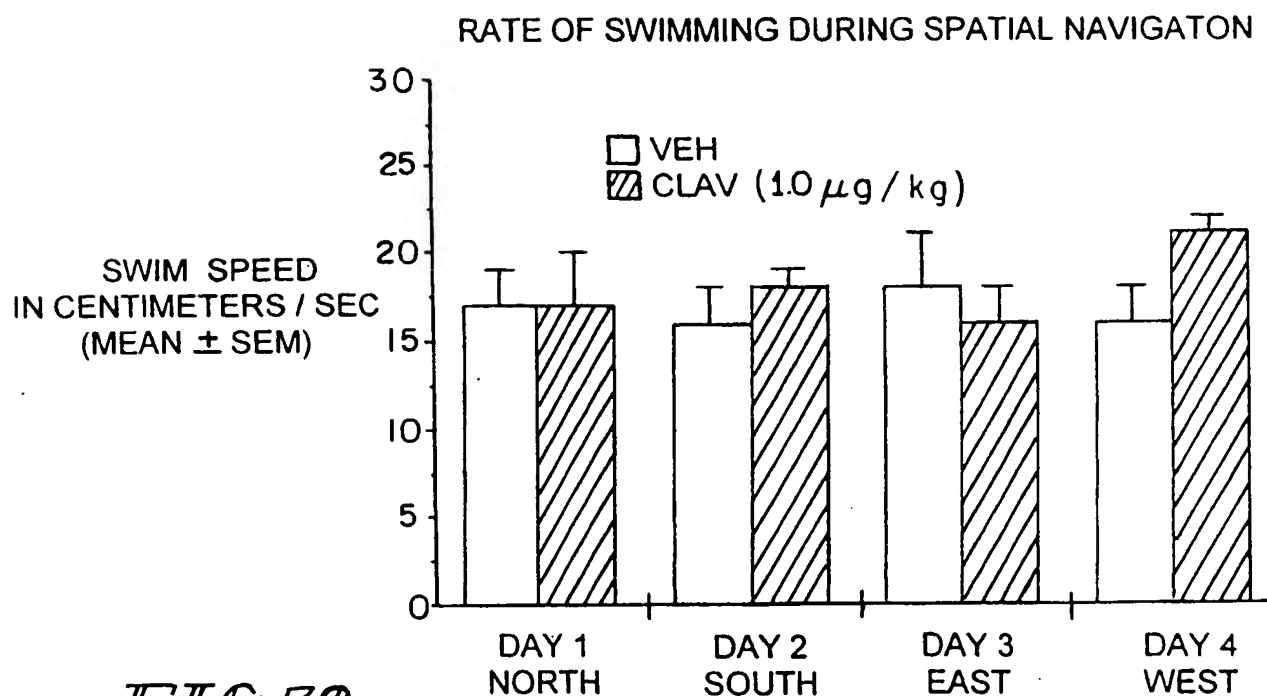 RATE OF SWIMMING DURING SPATIAL NAVIGATON
30
25
20
15
10
5
0
VEH
CLAV (1.0 μg/kg)
SWIM SPEED
IN CENTIMETERS / SEC
(MEAN ± SEM)
DAY 1 DAY 2 DAY 3 DAY 4
NORTH SOUTH EAST WEST